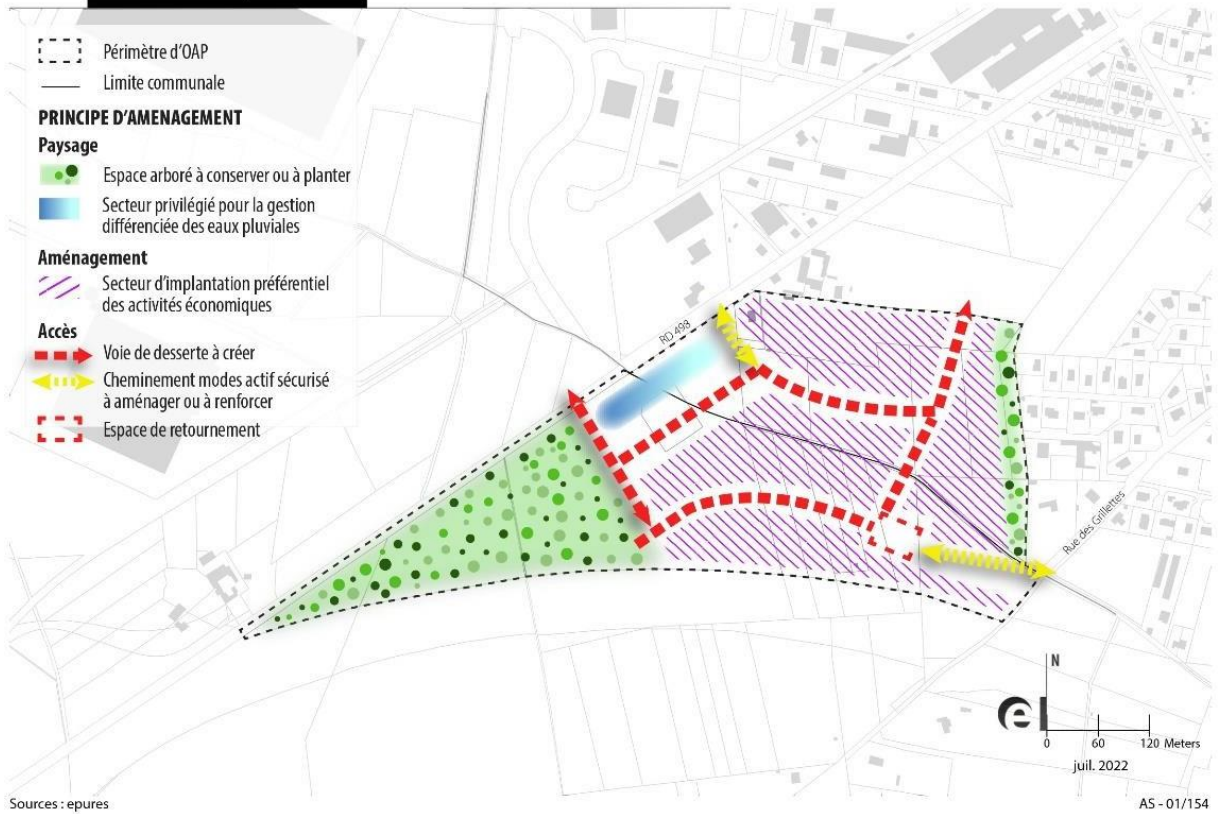 Périmètre d'OAP
Limite communale
PRINCIPE D'AMENAGEMENT
Paysage
Espace arboré à conserver ou à planter
Secteur privilégié pour la gestion
différenciée des eaux pluviales
Aménagement
Secteur d'implantation préférentiel
des activités économiques
Accès
Voie de desserte à créer
Cheminement modes actif sécurisé
à aménager ou à renforcer
Espace de retournement
RD 498
Rue des Grillettes
N
0 60 120 Meters
juil. 2022
Sources : epures
AS - 01/154